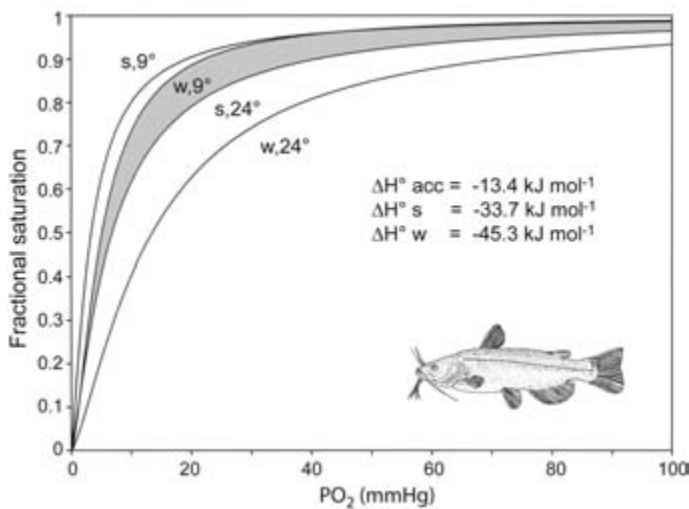 1
0.9
0.8
0.7
0.6
0.5
0.4
0.3
0.2
0.1
0
Fractional saturation
s,9°
w,9°
s,24°
w,24°
ΔH° acc = -13.4 kJ mol⁻¹
ΔH° s = -33.7 kJ mol⁻¹
ΔH° w = -45.3 kJ mol⁻¹
0 20 40 60 80 100
PO₂ (mmHg)